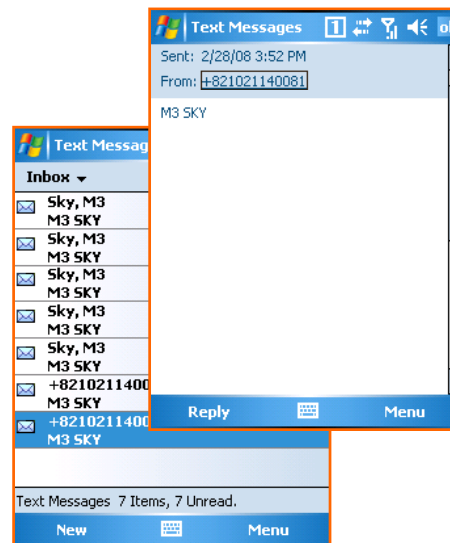 Text Messages 1 ok
Sent: 2/28/08 3:52 PM
From: +821021140081
M3 SKY
Reply Menu
Text Messag
Inbox
Sky, M3
M3 SKY
Sky, M3
M3 SKY
Sky, M3
M3 SKY
Sky, M3
M3 SKY
Sky, M3
M3 SKY
+8210211400
M3 SKY
+8210211400
M3 SKY
Text Messages 7 Items, 7 Unread.
New Menu